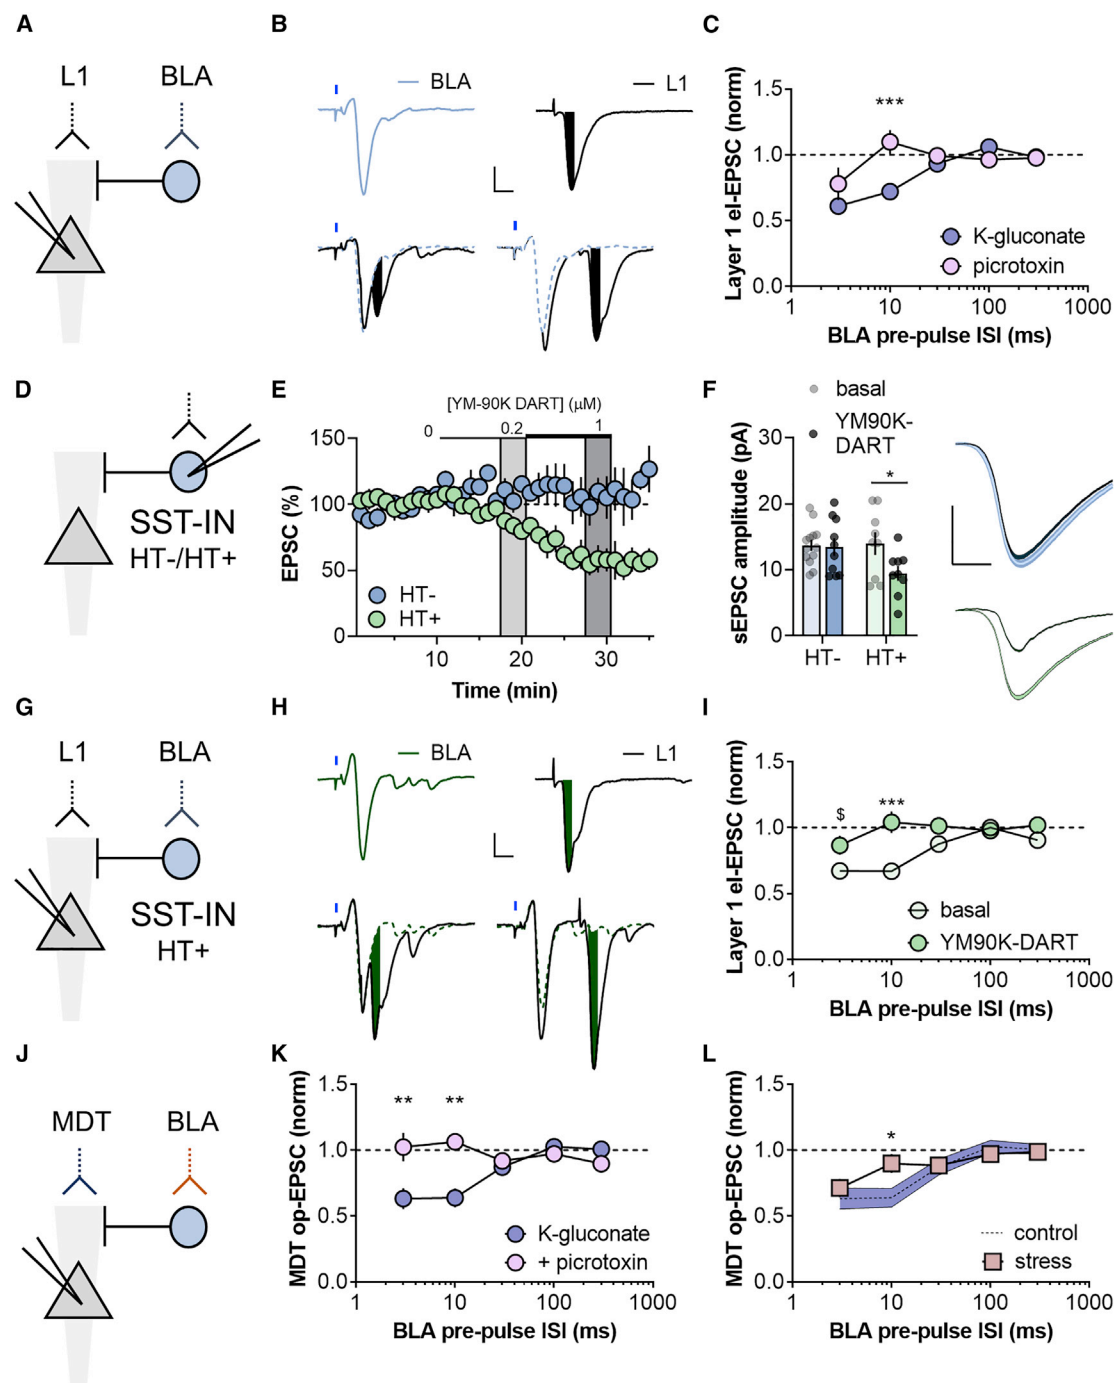 A
L1 BLA
B
BLA
L1
C
Layer 1 eI-EPSC (norm)
1.5
1.0
0.5
0.0
***
K-gluconate
picrotoxin
1 10 100 1000
BLA pre-pulse ISI (ms)
D
SST-IN
HT-/HT+
E
[YM-90K DART] (μM)
0 0.2 1
EPSC (%)
150
100
50
0
HT-
HT+
10 20 30
Time (min)
F
basal
YM90K-
DART
sEPSC amplitude (pA)
30
20
10
0
*
HT- HT+
G
L1 BLA
SST-IN
HT+
H
BLA
L1
I
Layer 1 eI-EPSC (norm)
1.5
1.0
0.5
0.0
$ ***
basal
YM90K-DART
1 10 100 1000
BLA pre-pulse ISI (ms)
J
MDT BLA
K
MDT op-EPSC (norm)
1.5
1.0
0.5
0.0
** **
K-gluconate
+ picrotoxin
1 10 100 1000
BLA pre-pulse ISI (ms)
L
MDT op-EPSC (norm)
1.5
1.0
0.5
0.0
*
control
stress
1 10 100 1000
BLA pre-pulse ISI (ms)